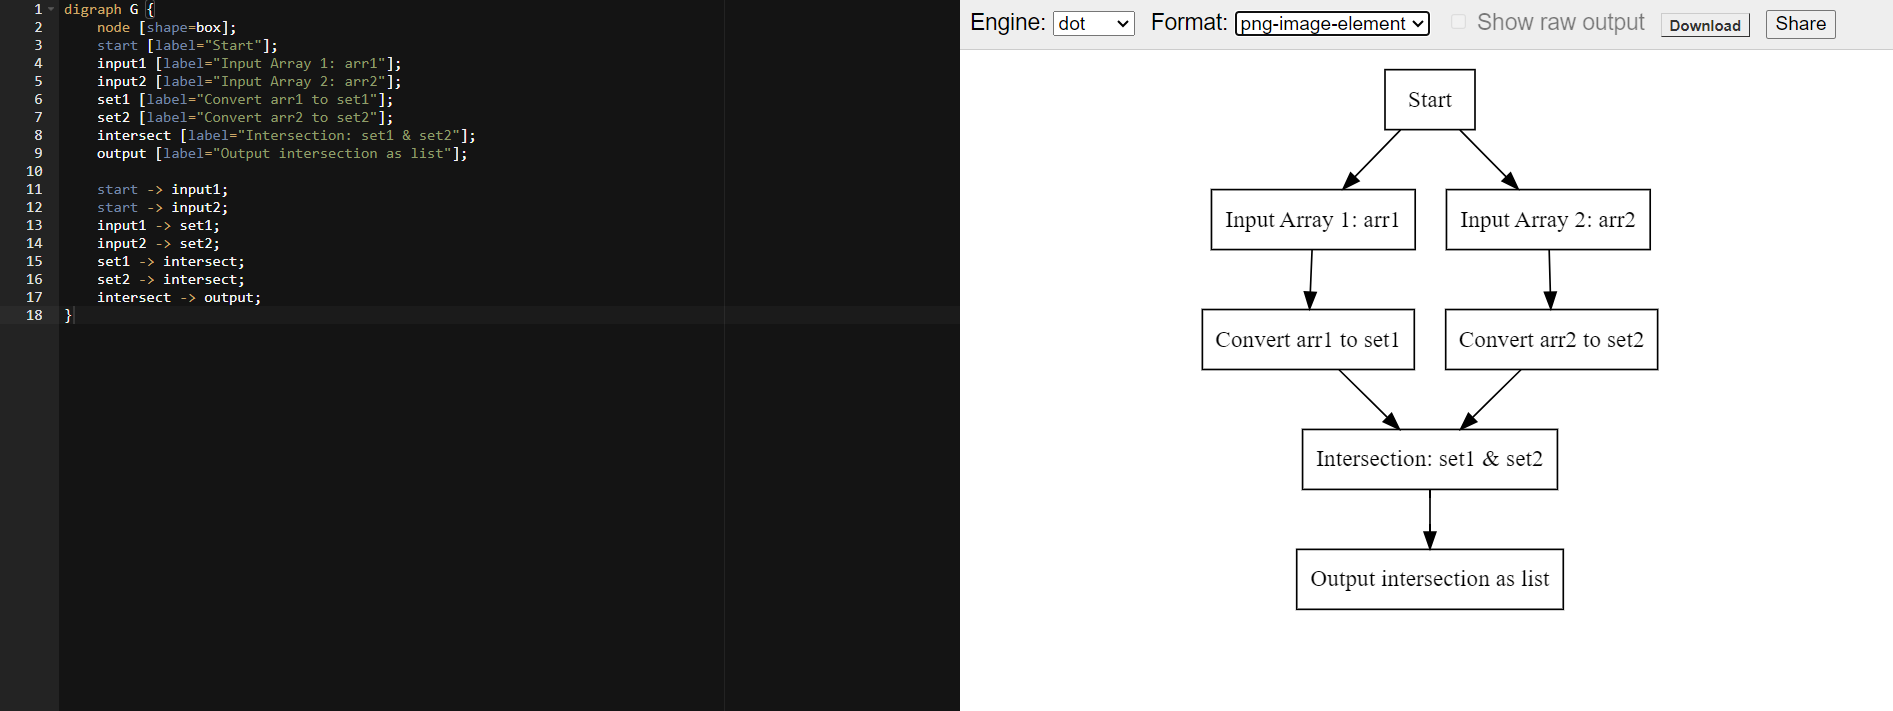 1 digraph G {
2     node [shape=box];
3     start [label="Start"];
4     input1 [label="Input Array 1: arr1"];
5     input2 [label="Input Array 2: arr2"];
6     set1 [label="Convert arr1 to set1"];
7     set2 [label="Convert arr2 to set2"];
8     intersect [label="Intersection: set1 & set2"];
9     output [label="Output intersection as list"];
10
11     start -> input1;
12     start -> input2;
13     input1 -> set1;
14     input2 -> set2;
15     set1 -> intersect;
16     set2 -> intersect;
17     intersect -> output;
18 }
Engine: dot Format: png-image-element Show raw output Download Share
Start
Input Array 1: arr1 Input Array 2: arr2
Convert arr1 to set1 Convert arr2 to set2
Intersection: set1 & set2
Output intersection as list